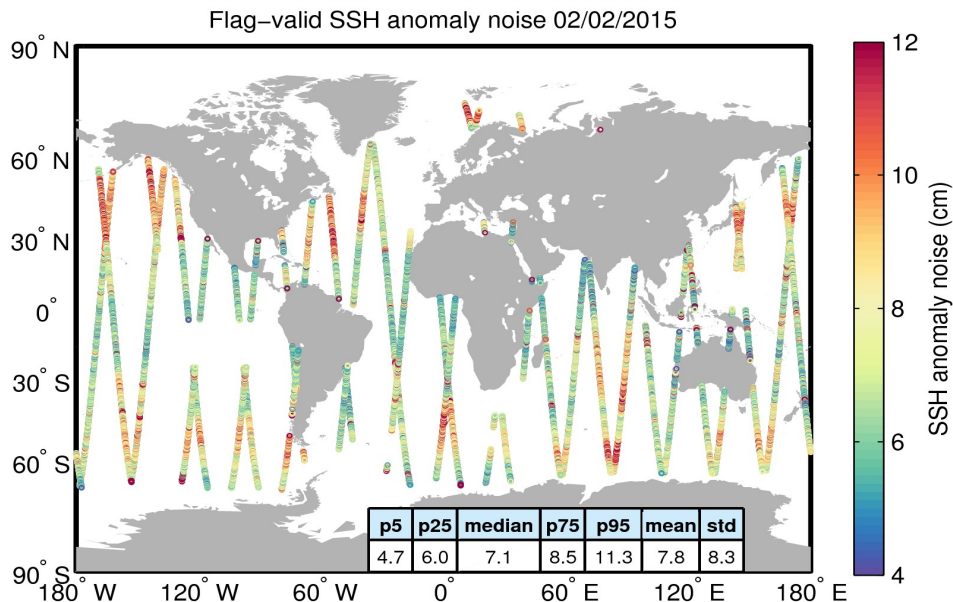 Flag−valid SSH anomaly noise 02/02/2015
90° N
60° N
30° N
0°
30° S
60° S
90° S
180° W
120° W
60° W
0°
60° E
120° E
180° E
p5 p25 median p75 p95 mean std
4.7 6.0 7.1 8.5 11.3 7.8 8.3
12
10
8
6
4
SSH anomaly noise (cm)